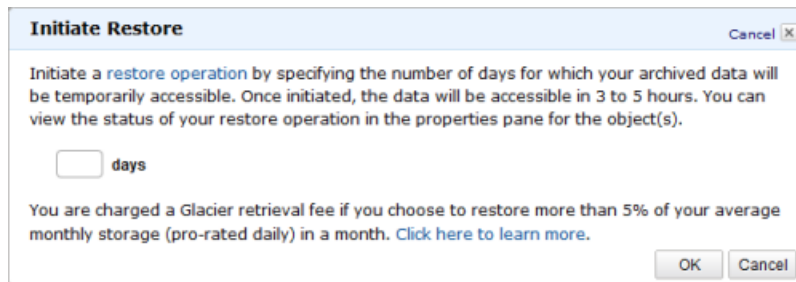 Initiate Restore
Cancel x
Initiate a restore operation by specifying the number of days for which your archived data will
be temporarily accessible. Once initiated, the data will be accessible in 3 to 5 hours. You can
view the status of your restore operation in the properties pane for the object(s).
days
You are charged a Glacier retrieval fee if you choose to restore more than 5% of your average
monthly storage (pro-rated daily) in a month. Click here to learn more.
OK Cancel